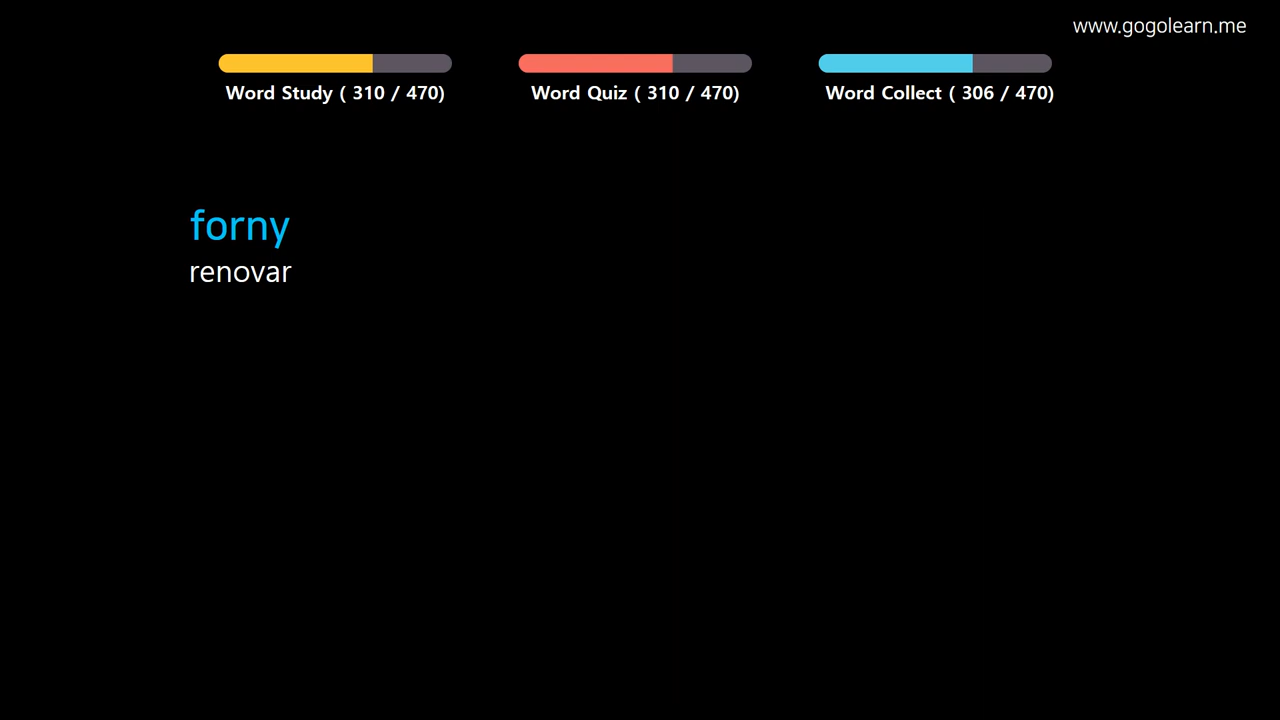 www.gogolearn.me
Word Study ( 310 / 470)
Word Quiz ( 310 / 470)
Word Collect ( 306 / 470)
forny
renovar